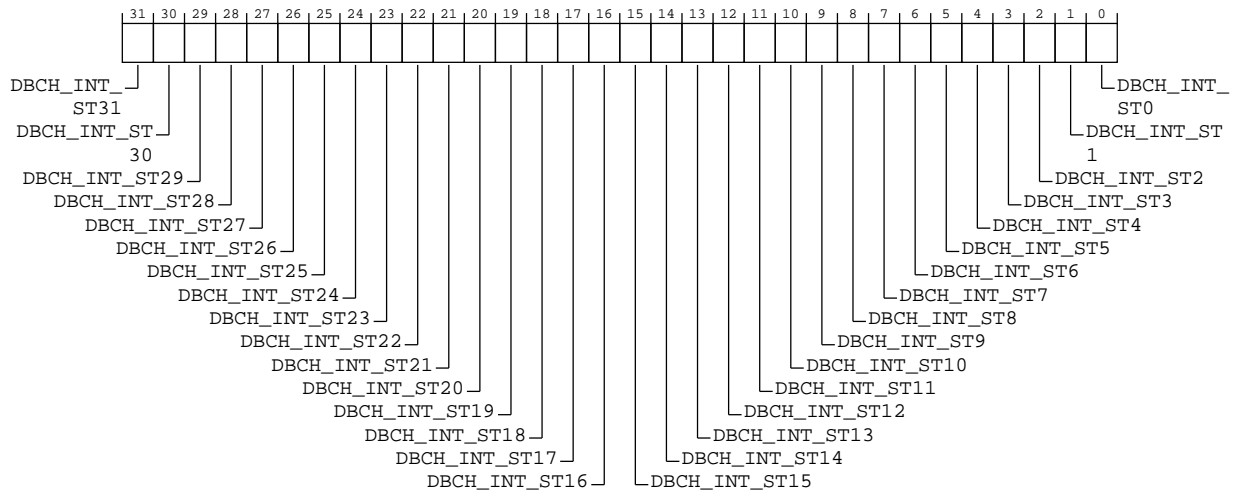 31 30 29 28 27 26 25 24 23 22 21 20 19 18 17 16 15 14 13 12 11 10 9 8 7 6 5 4 3 2 1 0
DBCH_INT_ DBCH_INT_
ST31 ST0
DBCH_INT_ST DBCH_INT_ST
30 1
DBCH_INT_ST29 DBCH_INT_ST2
DBCH_INT_ST28 DBCH_INT_ST3
DBCH_INT_ST27 DBCH_INT_ST4
DBCH_INT_ST26 DBCH_INT_ST5
DBCH_INT_ST25 DBCH_INT_ST6
DBCH_INT_ST24 DBCH_INT_ST7
DBCH_INT_ST23 DBCH_INT_ST8
DBCH_INT_ST22 DBCH_INT_ST9
DBCH_INT_ST21 DBCH_INT_ST10
DBCH_INT_ST20 DBCH_INT_ST11
DBCH_INT_ST19 DBCH_INT_ST12
DBCH_INT_ST18 DBCH_INT_ST13
DBCH_INT_ST17 DBCH_INT_ST14
DBCH_INT_ST16 DBCH_INT_ST15